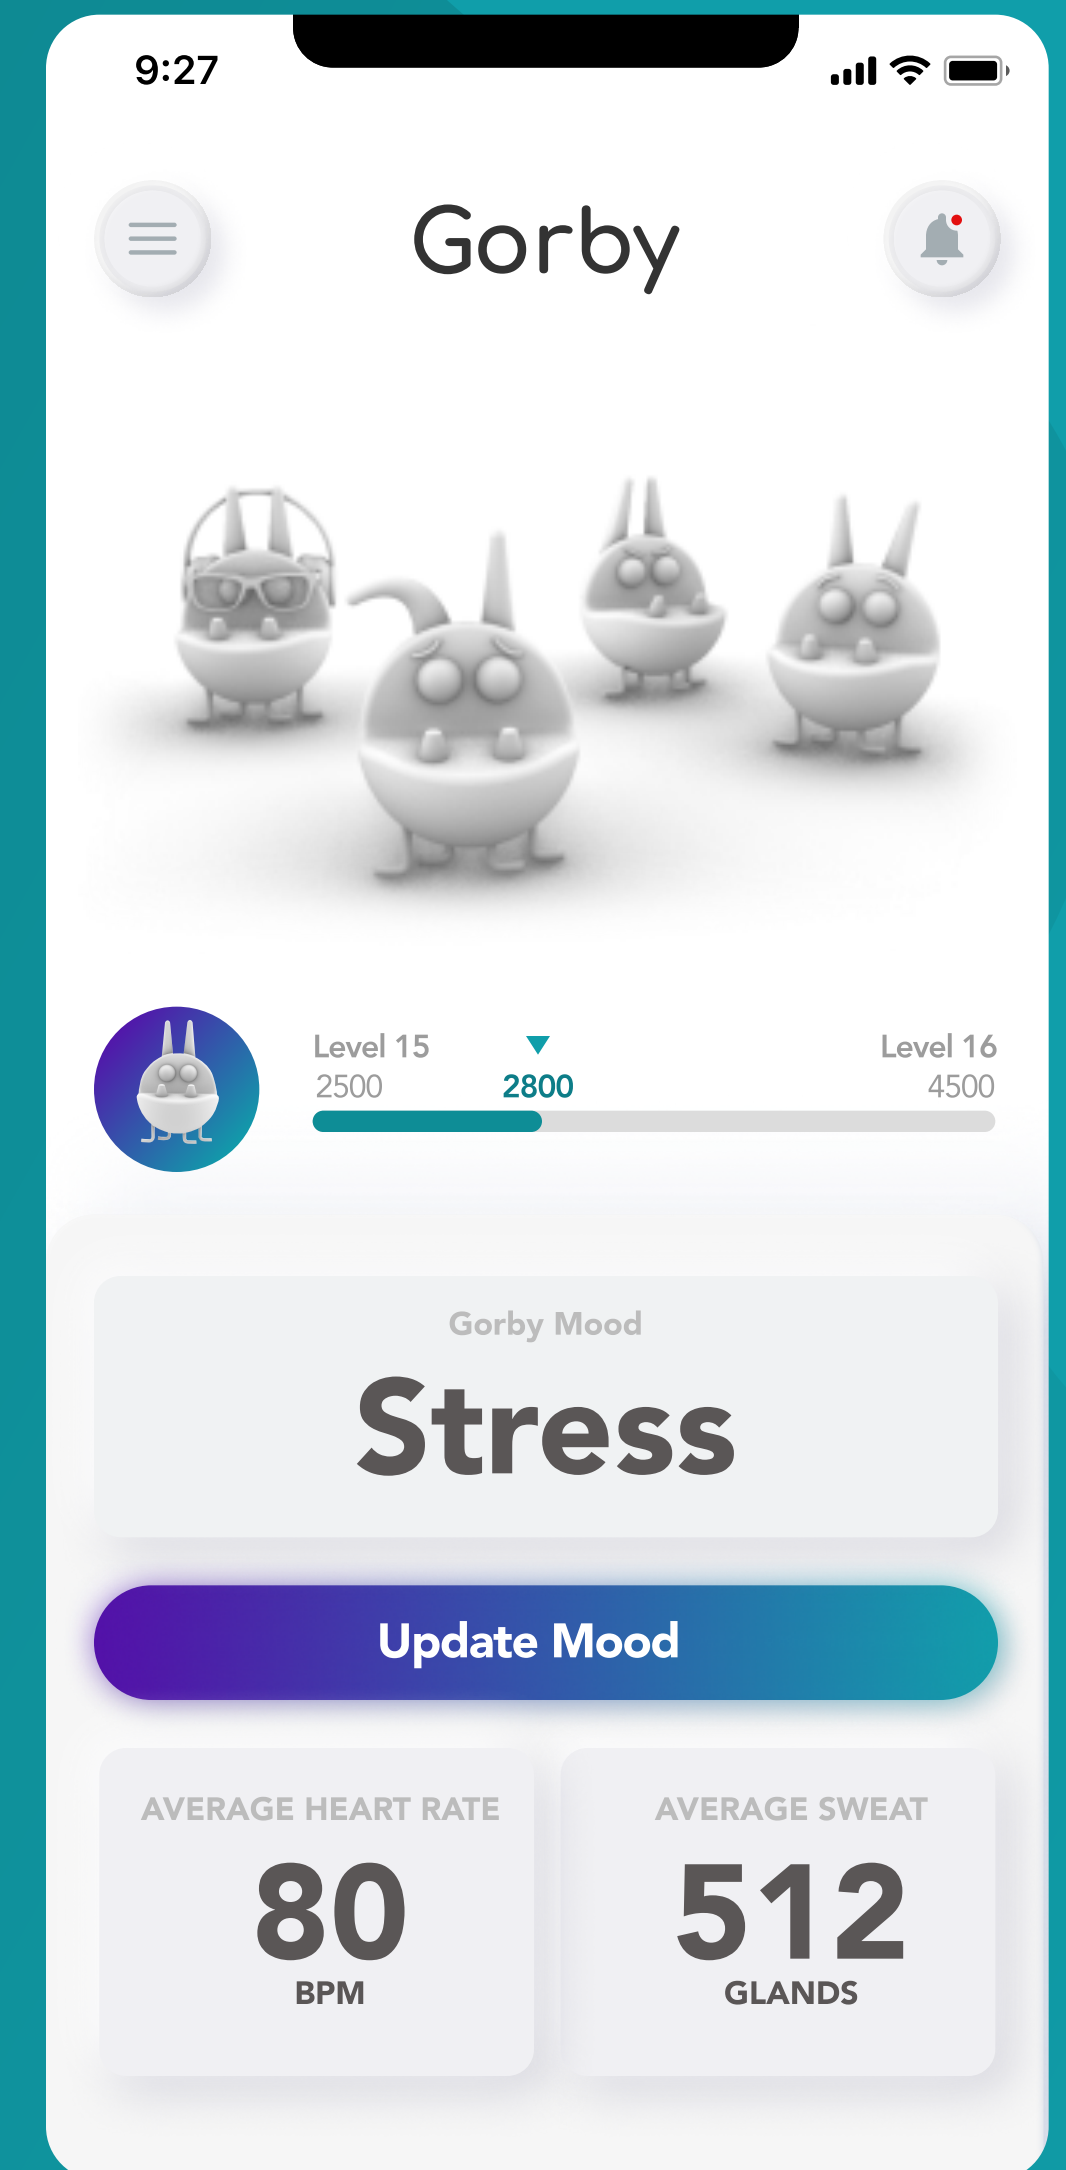 9:27
Gorby
Level 15
Level 16
2500
2800
4500
Gorby Mood
Stress
Update Mood
AVERAGE HEART RATE
80
BPM
AVERAGE SWEAT
512
GLANDS